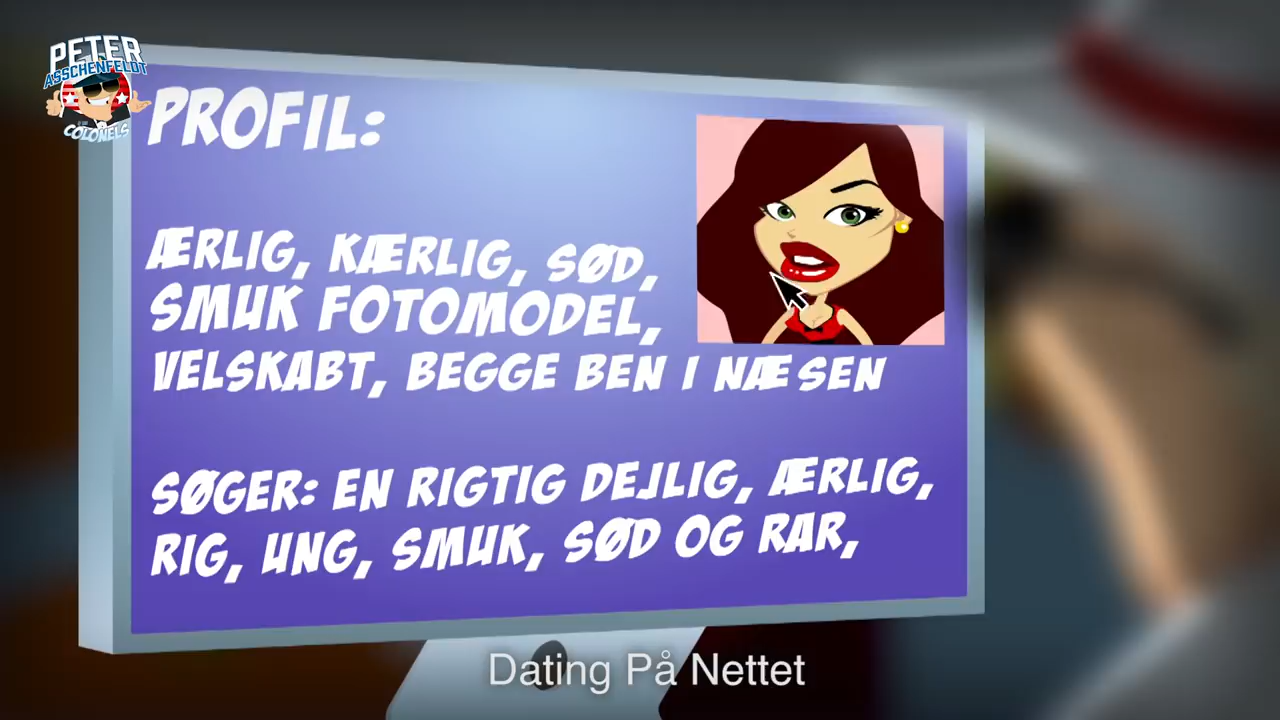 PETER
ASSCHENFELDT
COLONELS
PROFIL:
ÆRLIG, KÆRLIG, SØD,
SMUK FOTOMODEL,
VELSKABT, BEGGE BEN I NÆSEN
SØGER: EN RIGTIG DEJLIG, ÆRLIG,
RIG, UNG, SMUK, SØD OG RAR,
Dating På Nettet